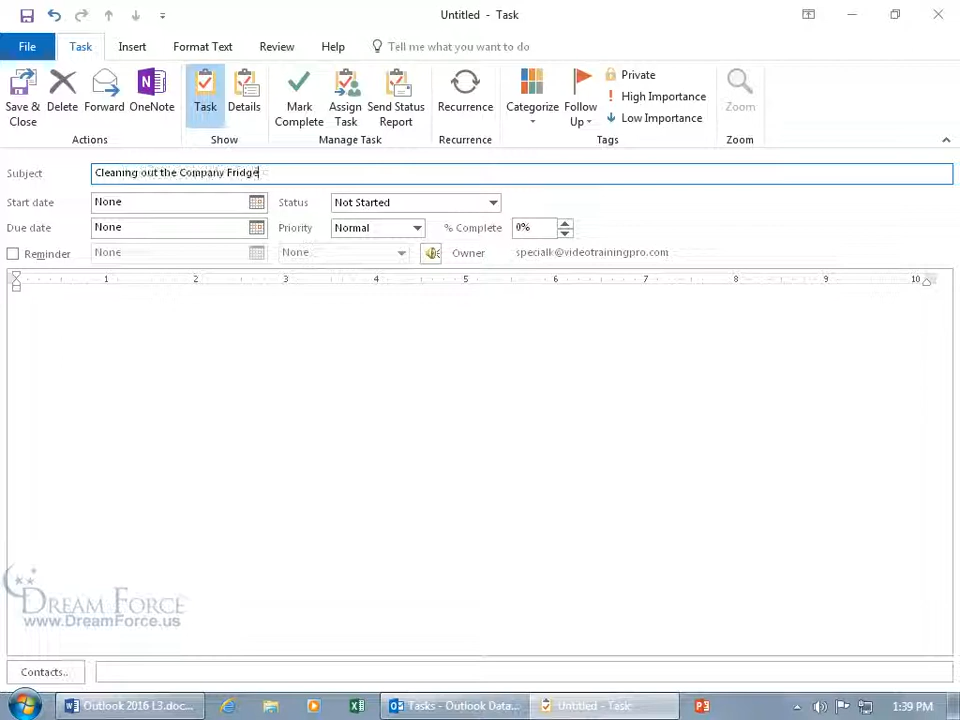 Untitled - Task
File Task Insert Format Text Review Help Tell me what you want to do
Save & Close Delete Forward OneNote Task Details Mark Complete Assign Task Send Status Report Recurrence Categorize Follow Up Private High Importance Low Importance Zoom
Actions Show Manage Task Recurrence Tags Zoom
Subject Cleaning out the Company Fridge
Start date None Status Not Started
Due date None Priority Normal % Complete 0%
Reminder None None Owner specialk@videotrainingpro.com
1 2 3 4 5 6 7 8 9 10
DREAM FORCE
www.DreamForce.us
Contacts..
Outlook 2016 L3.doc... Tasks - Outlook Data... Untitled - Task 1:39 PM